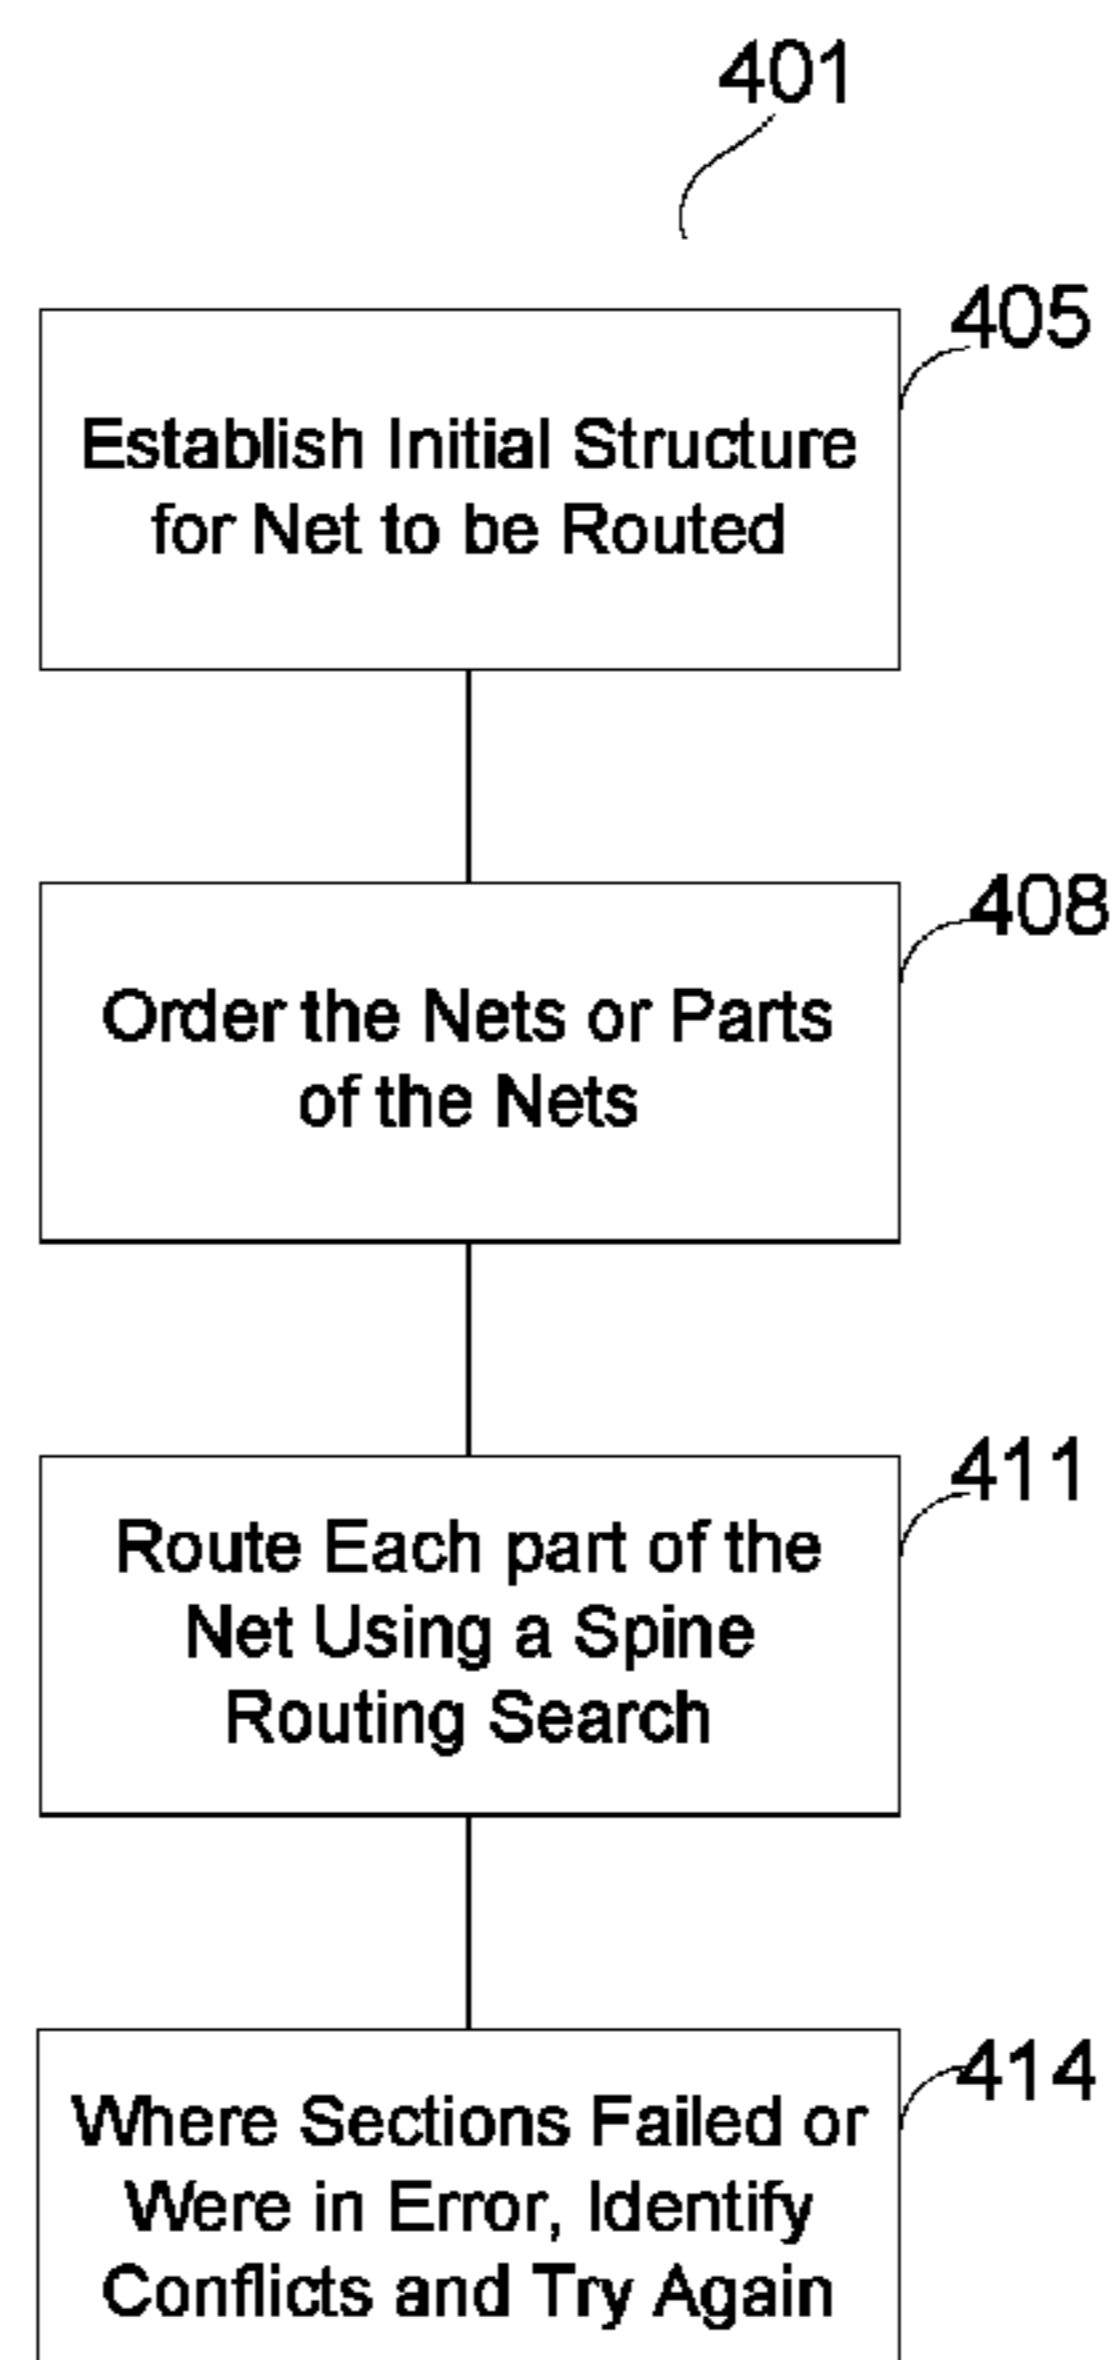 401
405
Establish Initial Structure
for Net to be Routed
408
Order the Nets or Parts
of the Nets
411
Route Each part of the
Net Using a Spine
Routing Search
414
Where Sections Failed or
Were in Error, Identify
Conflicts and Try Again